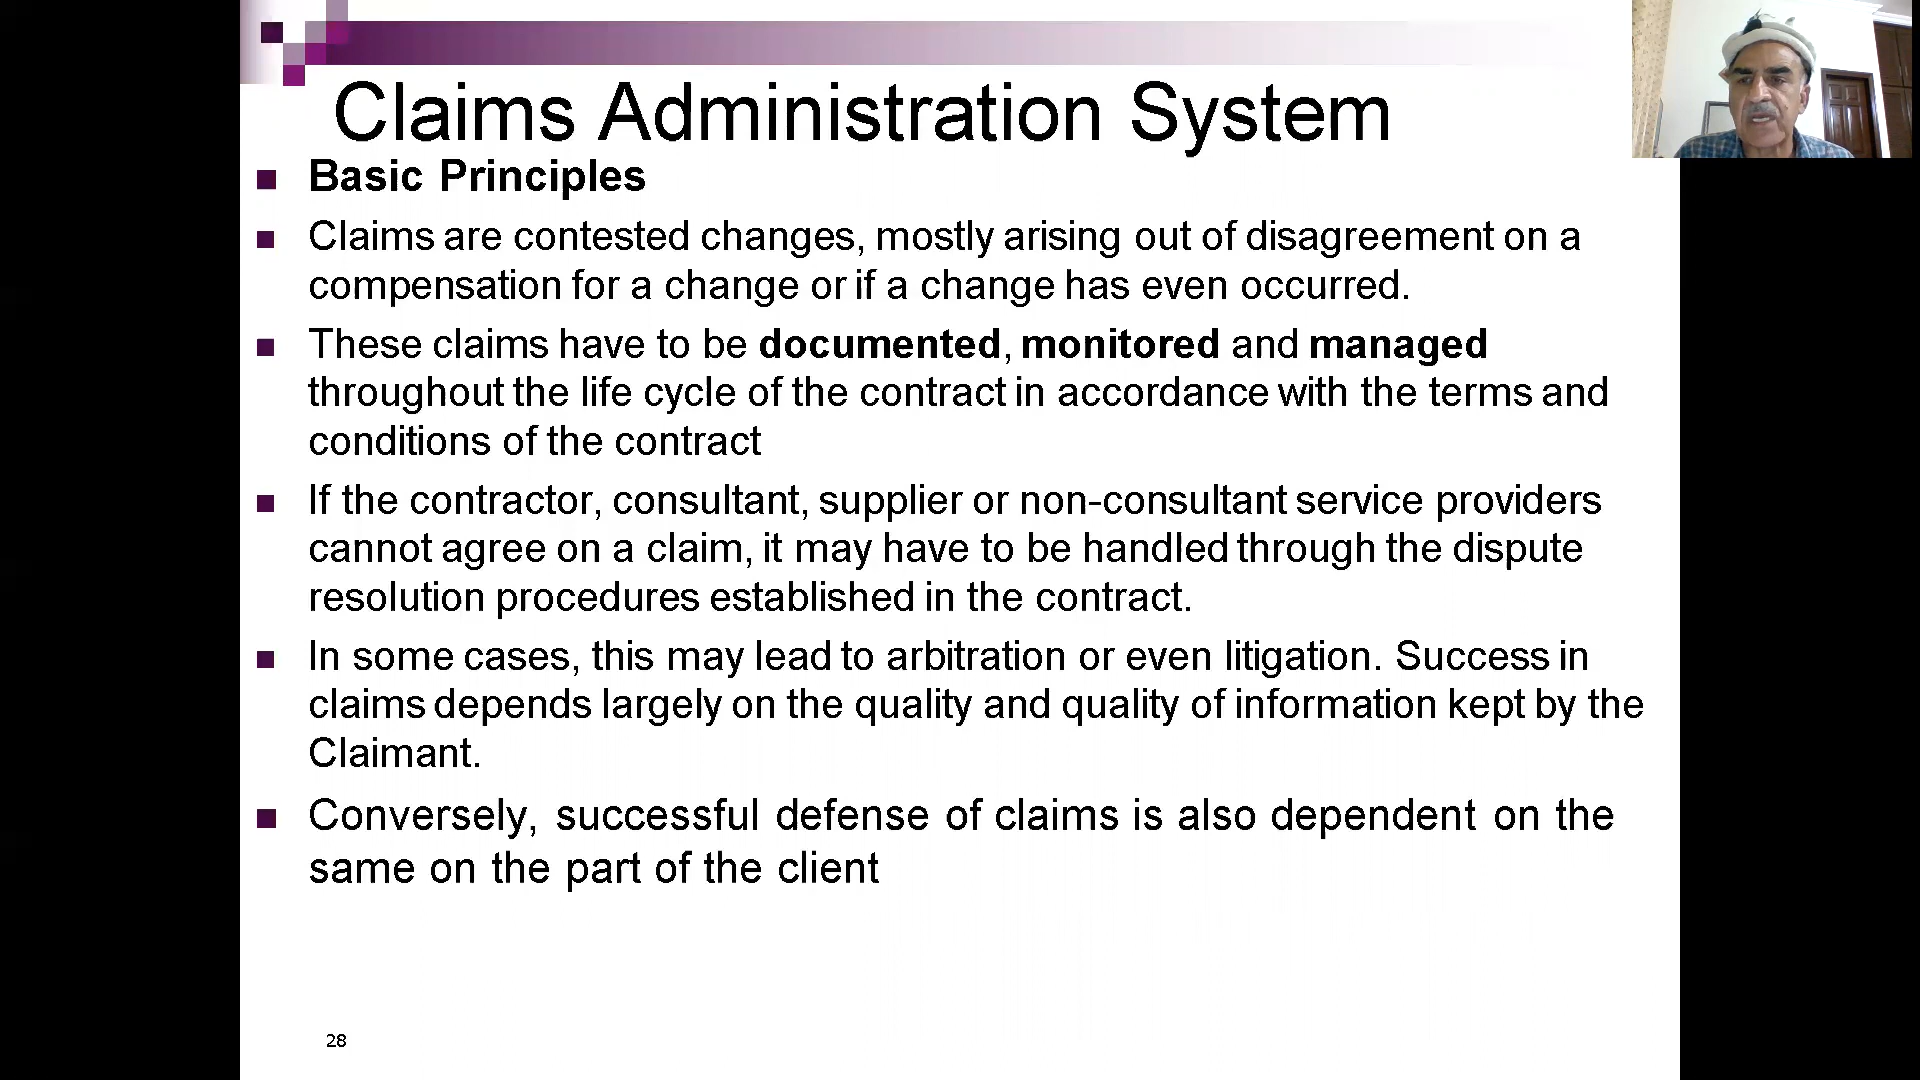 Claims Administration System
Basic Principles
Claims are contested changes, mostly arising out of disagreement on a
compensation for a change or if a change has even occurred.
These claims have to be documented, monitored and managed
throughout the life cycle of the contract in accordance with the terms and
conditions of the contract
If the contractor, consultant, supplier or non-consultant service providers
cannot agree on a claim, it may have to be handled through the dispute
resolution procedures established in the contract.
In some cases, this may lead to arbitration or even litigation. Success in
claims depends largely on the quality and quality of information kept by the
Claimant.
Conversely, successful defense of claims is also dependent on the
same on the part of the client
28